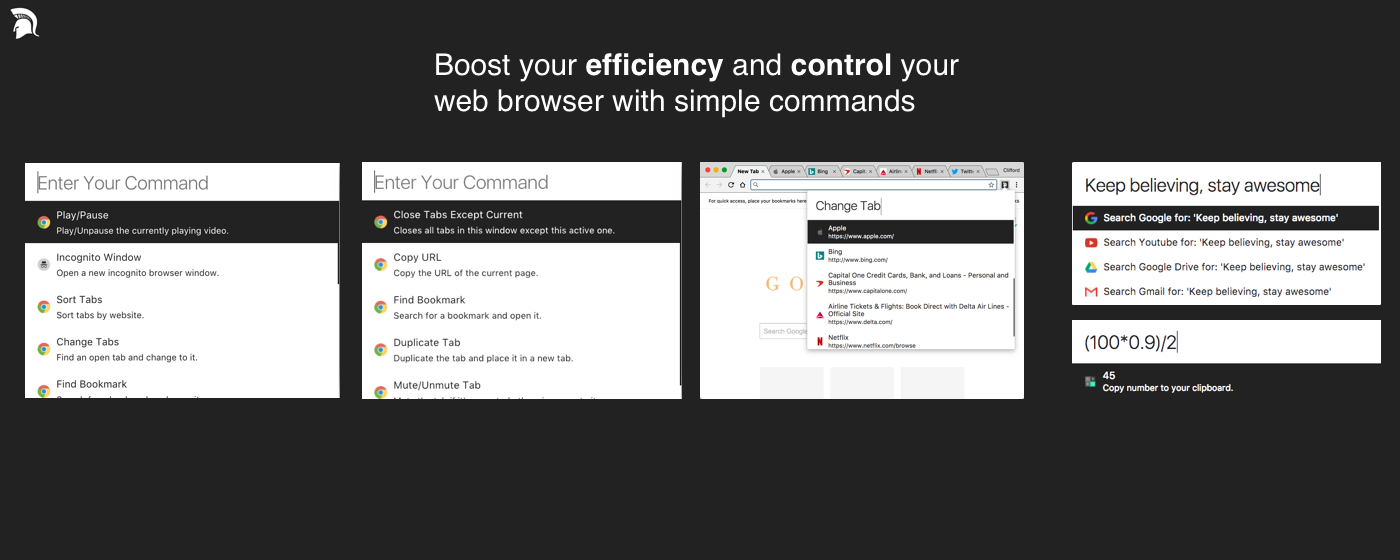 Boost your efficiency and control your
web browser with simple commands
Enter Your Command
Play/Pause
Play/Unpause the currently playing video.
Incognito Window
Open a new incognito browser window.
Sort Tabs
Sort tabs by website.
Change Tabs
Find an open tab and change to it.
Find Bookmark
Enter Your Command
Close Tabs Except Current
Closes all tabs in this window except this active one.
Copy URL
Copy the URL of the current page.
Find Bookmark
Search for a bookmark and open it.
Duplicate Tab
Duplicate the tab and place it in a new tab.
Mute/Unmute Tab
New Tab
Apple
Bing
Capit
Airlin
Netfli
Twitt
Clifford
For quick access, place your bookmarks here
Change Tab
Apple
https://www.apple.com/
Bing
http://www.bing.com/
Capital One Credit Cards, Bank, and Loans - Personal and
Business
https://www.capitalone.com/
Airline Tickets & Flights: Book Direct with Delta Air Lines -
Official Site
https://www.delta.com/
Netflix
https://www.netflix.com/browse
G O
Search Google
Keep believing, stay awesome
Search Google for: 'Keep believing, stay awesome'
Search Youtube for: 'Keep believing, stay awesome'
Search Google Drive for: 'Keep believing, stay awesome'
Search Gmail for: 'Keep believing, stay awesome'
(100*0.9)/2
45
Copy number to your clipboard.